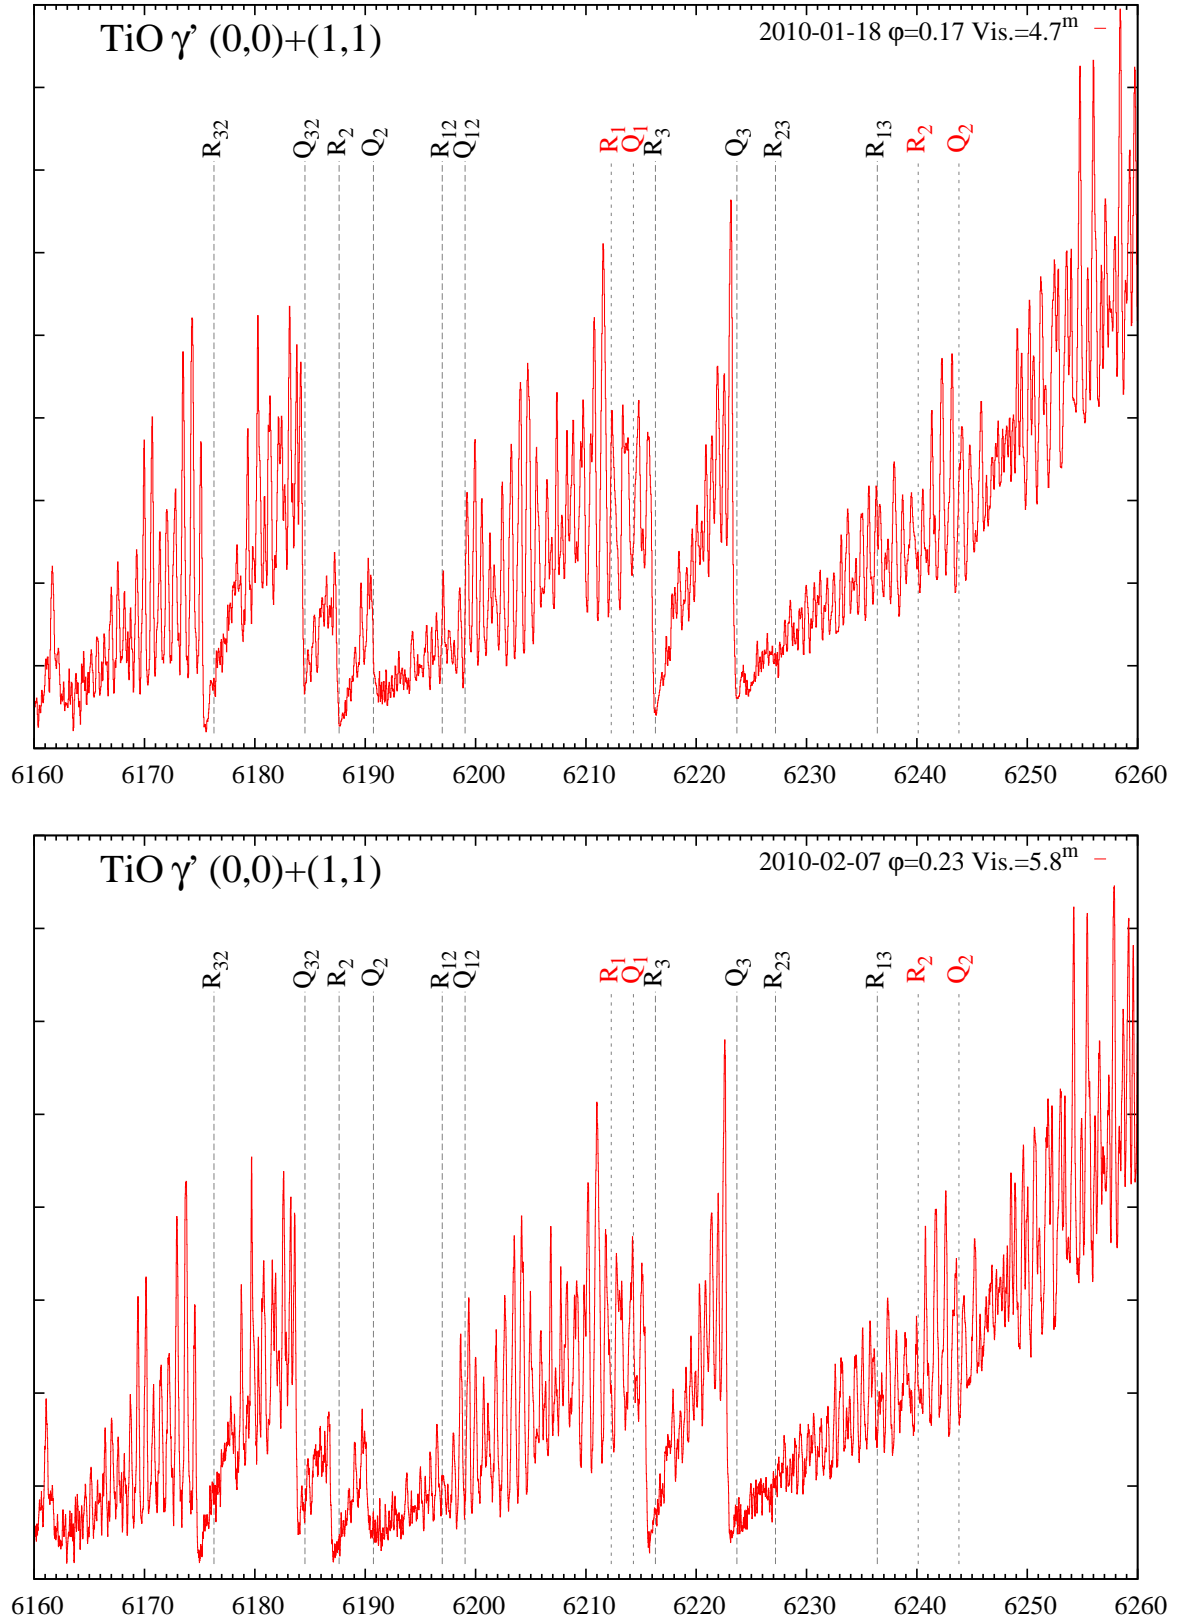 TiO γ’ (0,0)+(1,1)
2010-01-18 φ=0.17 Vis.=4.7m
R32 Q32 R2 Q2 R12 Q12 R1 Q1 R3 Q3 R23 R13 R2 Q2
6160 6170 6180 6190 6200 6210 6220 6230 6240 6250 6260
TiO γ’ (0,0)+(1,1)
2010-02-07 φ=0.23 Vis.=5.8m
R32 Q32 R2 Q2 R12 Q12 R1 Q1 R3 Q3 R23 R13 R2 Q2
6160 6170 6180 6190 6200 6210 6220 6230 6240 6250 6260